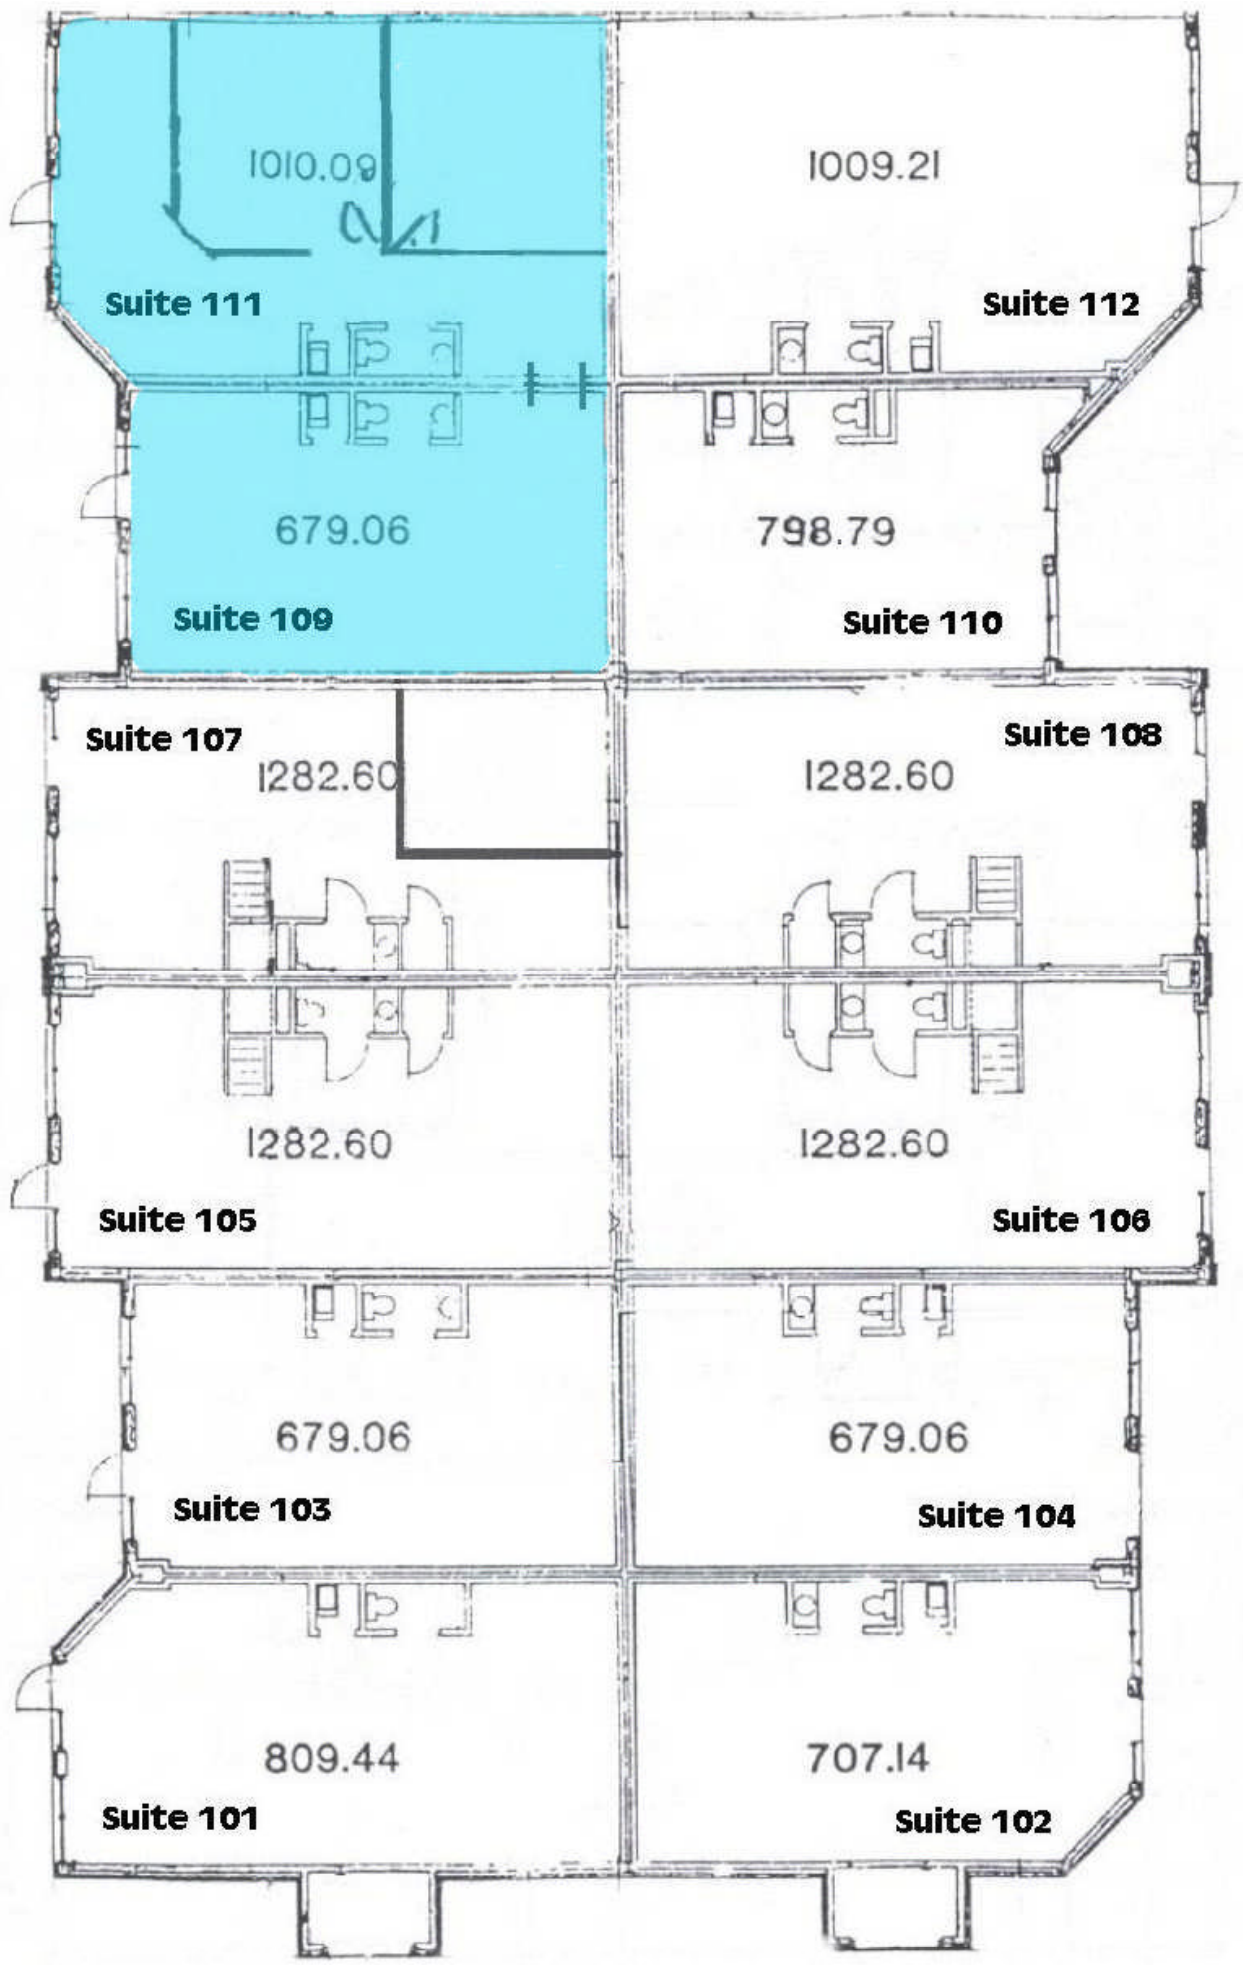 1010.09
1009.21
Suite 111
Suite 112
679.06
798.79
Suite 109
Suite 110
Suite 107
Suite 108
1282.60
1282.60
1282.60
1282.60
Suite 105
Suite 106
679.06
679.06
Suite 103
Suite 104
809.44
707.14
Suite 101
Suite 102